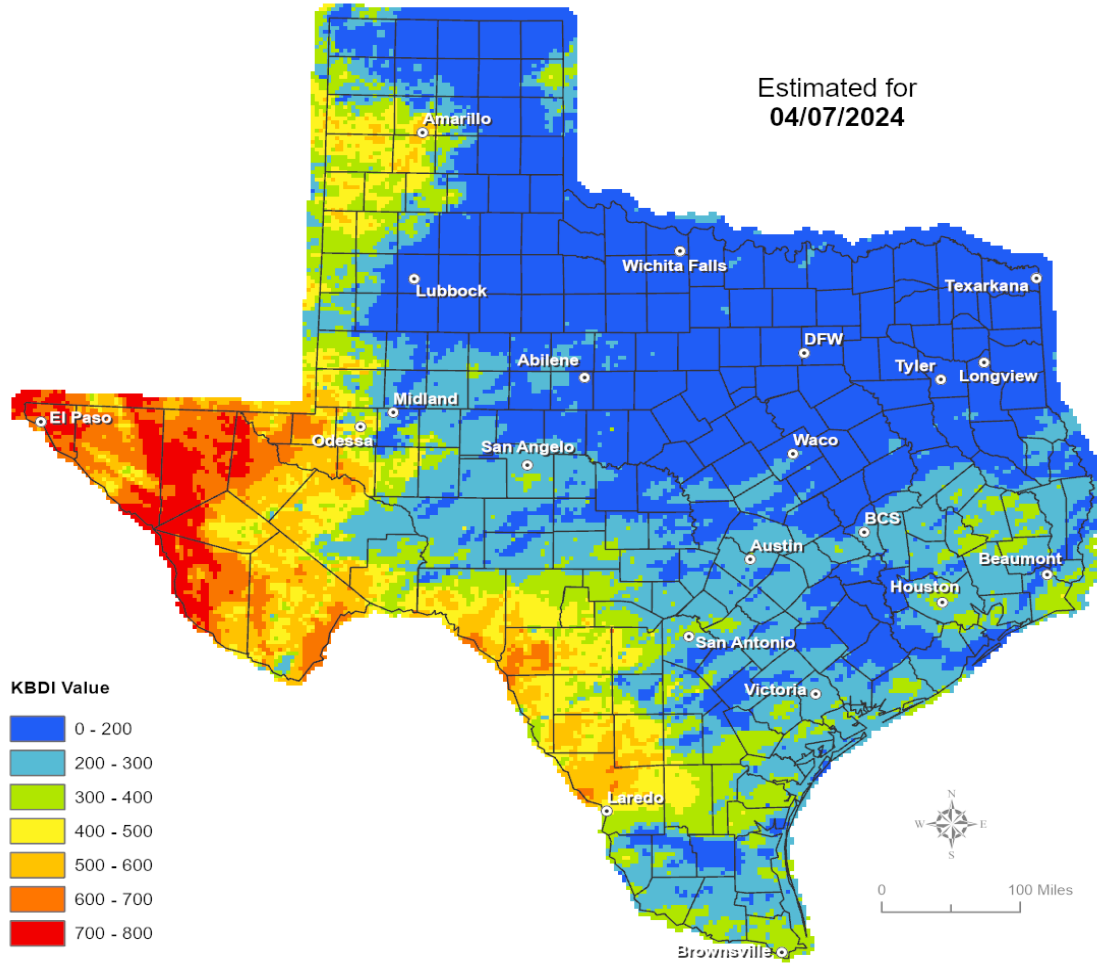 Estimated for
04/07/2024
Amarillo
Wichita Falls
Lubbock
Texarkana
DFW
Abilene
Tyler
Longview
Midland
El Paso
Odessa
San Angelo
Waco
BCS
Austin
Beaumont
Houston
San Antonio
Victoria
KBDI Value
0 - 200
200 - 300
300 - 400
400 - 500
500 - 600
600 - 700
700 - 800
Laredo
N
W E
S
0 100 Miles
Brownsville